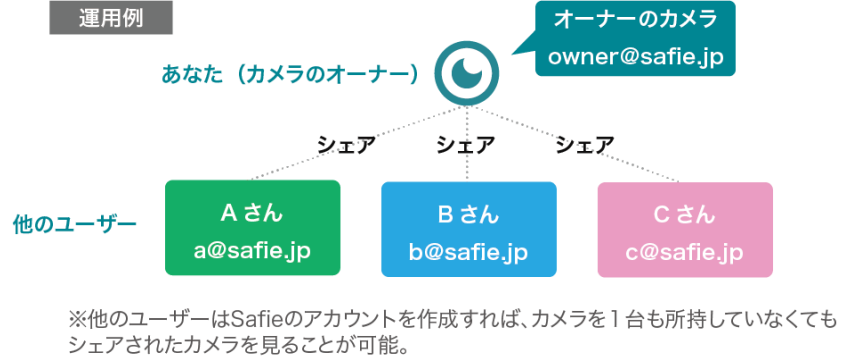 運用例
オーナーのカメラ
owner@safie.jp
あなた（カメラのオーナー）
シェア シェア シェア
他のユーザー
Aさん
a@safie.jp
Bさん
b@safie.jp
Cさん
c@safie.jp
※他のユーザーはSafieのアカウントを作成すれば、カメラを1台も所持していなくても
シェアされたカメラを見ることが可能。